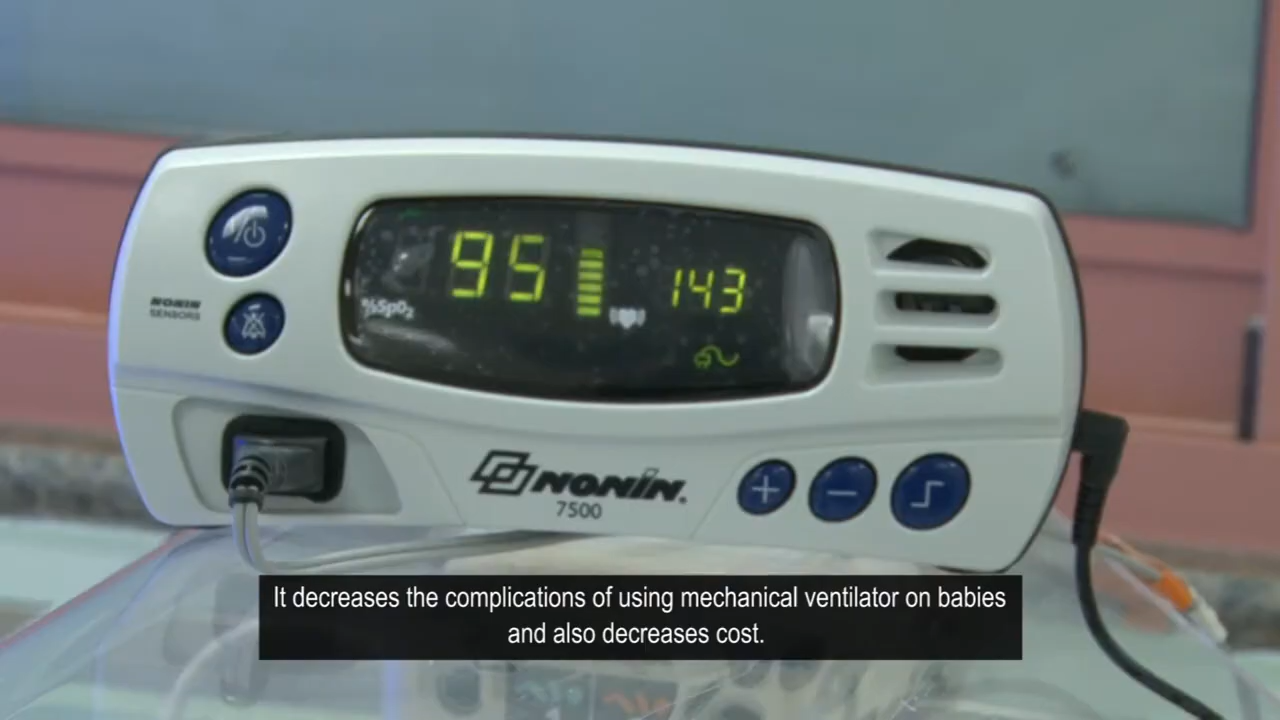 95
143
%SpO2
NONIN
SENSORS
NONIN.
7500
It decreases the complications of using mechanical ventilator on babies
and also decreases cost.